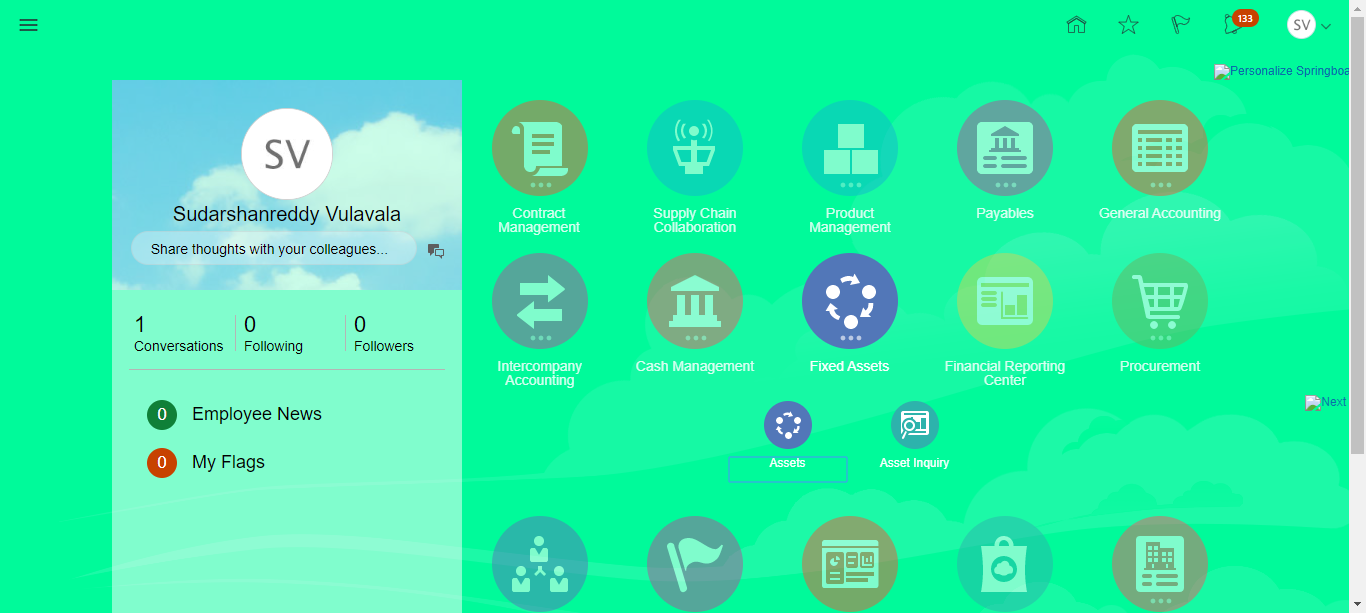 133
SV
Personalize Springboa
SV
Sudarshanreddy Vulavala
Share thoughts with your colleagues...
1
Conversations
0
Following
0
Followers
0 Employee News
0 My Flags
Contract
Management
Supply Chain
Collaboration
Product
Management
Payables
General Accounting
Intercompany
Accounting
Cash Management
Fixed Assets
Financial Reporting
Center
Procurement
Next
Assets
Asset Inquiry